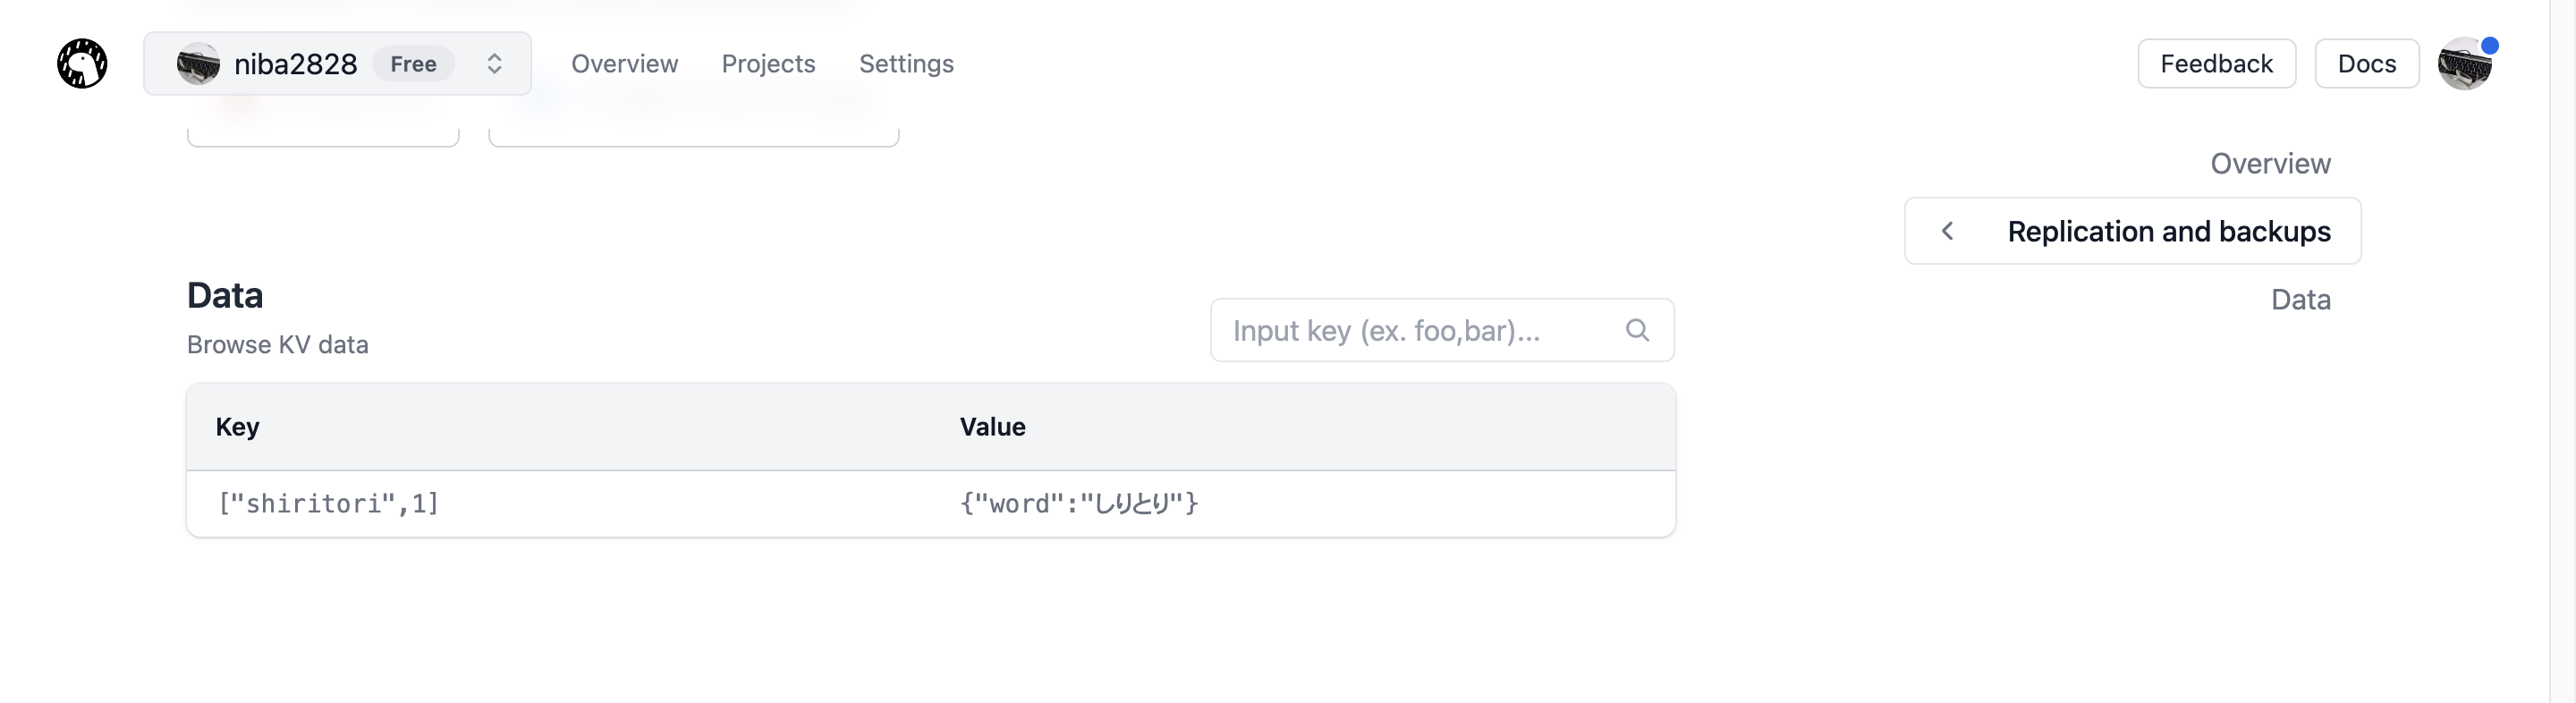 niba2828 Free Overview Projects Settings Feedback Docs
Overview
Replication and backups
Data
Data
Browse KV data
Input key (ex. foo,bar)...
Key Value
["shiritori",1] {"word":"しりとり"}